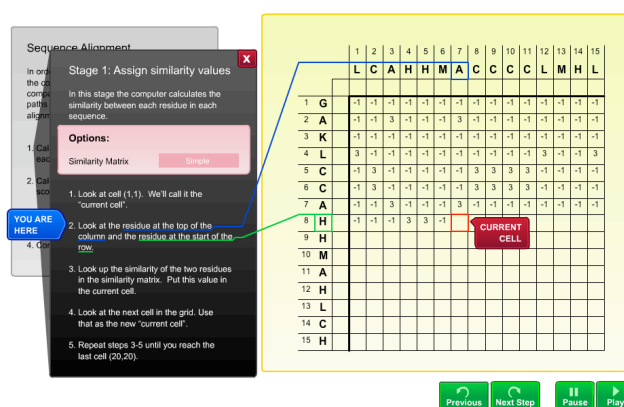 Sequence Alignment
In ord
the co
compa
paths
alignm
1. Cal
eac
2. Cal
sco
4. Con
X
Stage 1: Assign similarity values
In this stage the computer calculates the
similarity between each residue in each
sequence.
Options:
Similarity Matrix Simple
1. Look at cell (1,1). We'll call it the
"current cell".
2. Look at the residue at the top of the
column and the residue at the start of the
row.
3. Look up the similarity of the two residues
in the similarity matrix. Put this value in
the current cell.
4. Look at the next cell in the grid. Use
that as the new "current cell".
5. Repeat steps 3-5 until you reach the
last cell (20,20).
YOU ARE
HERE
1 2 3 4 5 6 7 8 9 10 11 12 13 14 15
L C A H H M A C C C C L M H L
1 G -1 -1 -1 -1 -1 -1 -1 -1 -1 -1 -1 -1 -1 -1 -1
2 A -1 -1 3 -1 -1 -1 3 -1 -1 -1 -1 -1 -1 -1 -1
3 K -1 -1 -1 -1 -1 -1 -1 -1 -1 -1 -1 -1 -1 -1 -1
4 L 3 -1 -1 -1 -1 -1 -1 -1 -1 -1 -1 3 -1 -1 3
5 C -1 3 -1 -1 -1 -1 -1 3 3 3 3 -1 -1 -1 -1
6 C -1 3 -1 -1 -1 -1 -1 3 3 3 3 -1 -1 -1 -1
7 A -1 -1 3 -1 -1 -1 3 -1 -1 -1 -1 -1 -1 -1 -1
8 H -1 -1 -1 3 3 -1
9 H
10 M
11 A
12 H
13 L
14 C
15 H
CURRENT
CELL
Previous Next Step Pause Play